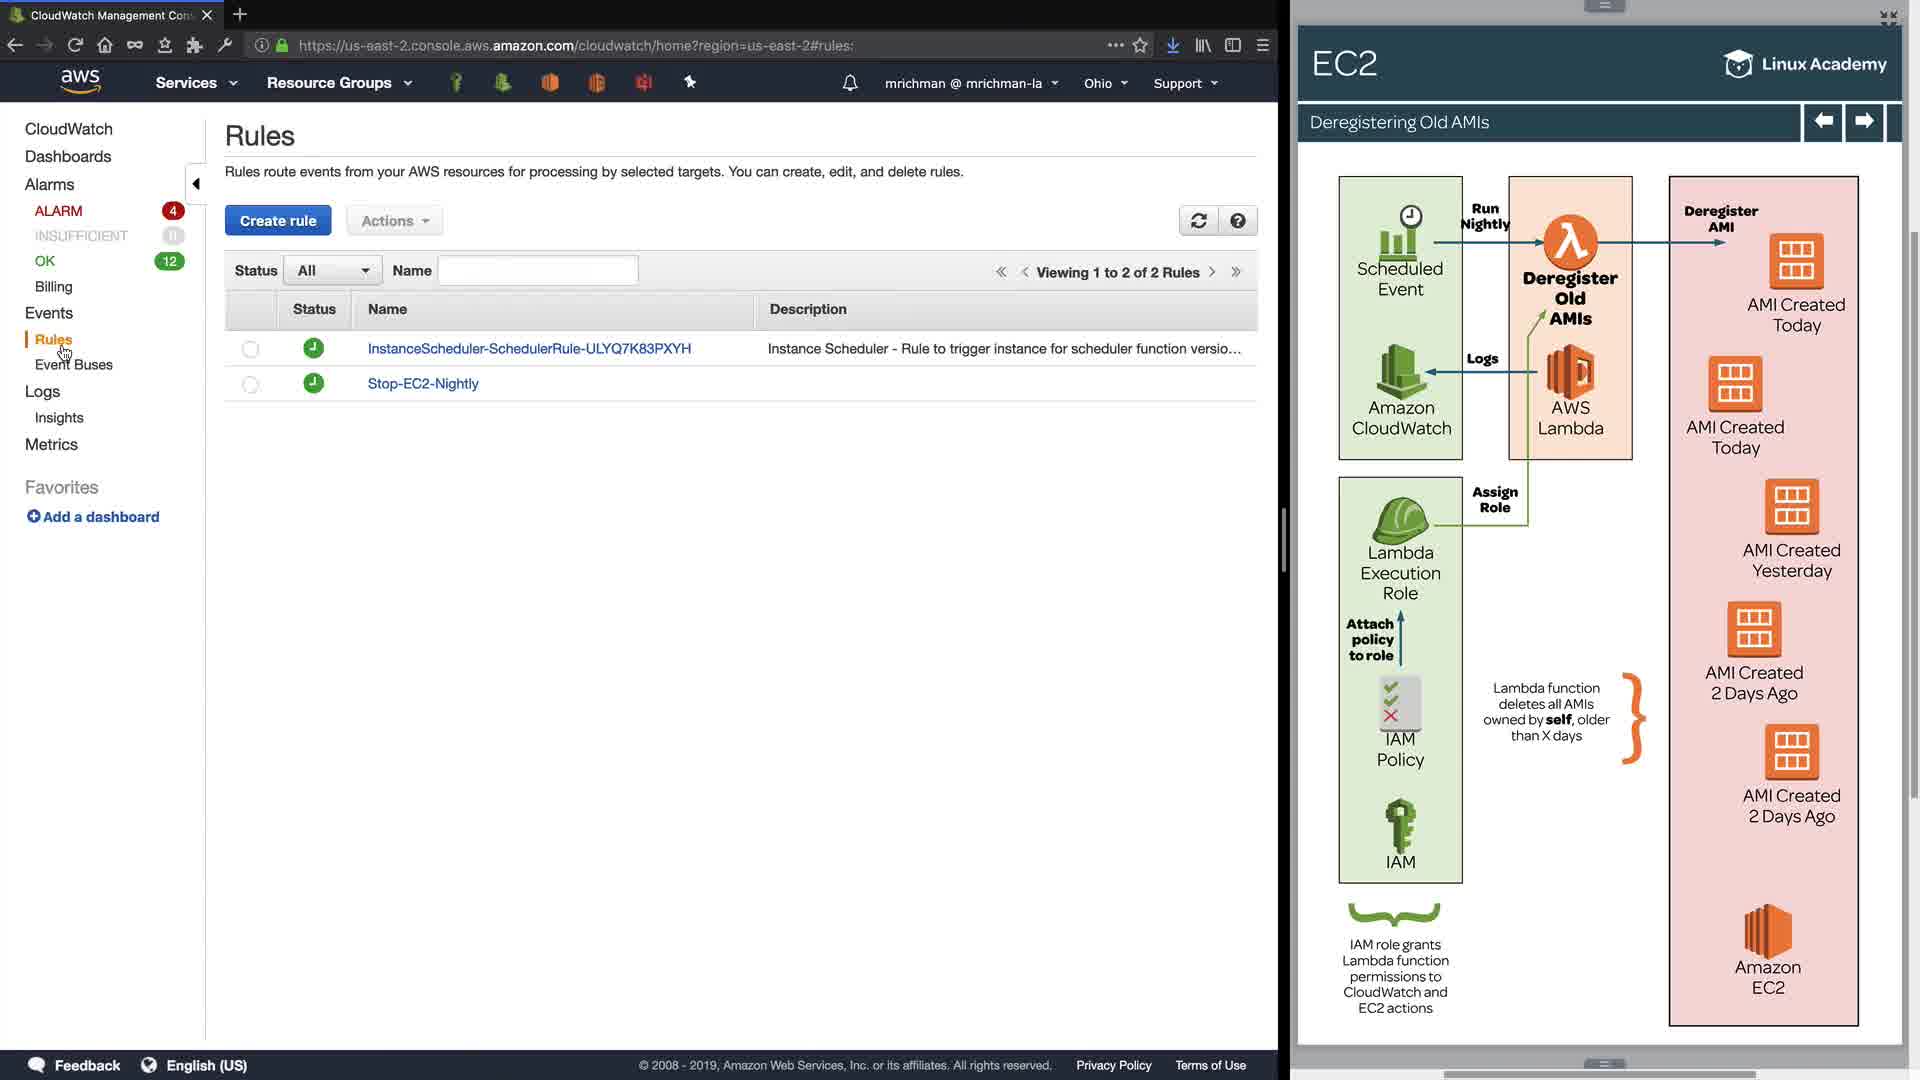 CloudWatch Management Con
https://us-east-2.console.aws.amazon.com/cloudwatch/home?region=us-east-2#rules:
aws
Services
Resource Groups
mrichman @ mrichman-la
Ohio
Support
CloudWatch
Dashboards
Alarms
ALARM 4
INSUFFICIENT 0
OK 12
Billing
Events
Rules
Event Buses
Logs
Insights
Metrics
Favorites
Add a dashboard
Rules
Rules route events from your AWS resources for processing by selected targets. You can create, edit, and delete rules.
Create rule
Actions
Status
All
Name
Viewing 1 to 2 of 2 Rules
Status
Name
Description
InstanceScheduler-SchedulerRule-ULYQ7K83PXYH
Instance Scheduler - Rule to trigger instance for scheduler function versio...
Stop-EC2-Nightly
Feedback
English (US)
© 2008 - 2019, Amazon Web Services, Inc. or its affiliates. All rights reserved.
Privacy Policy
Terms of Use
EC2
Linux Academy
Deregistering Old AMIs
Scheduled
Event
Run
Nightly
Deregister
Old
AMIs
Deregister
AMI
AMI Created
Today
Amazon
CloudWatch
Logs
AWS
Lambda
AMI Created
Today
Assign
Role
Lambda
Execution
Role
AMI Created
Yesterday
Attach
policy
to role
AMI Created
2 Days Ago
IAM
Policy
Lambda function
deletes all AMIs
owned by self, older
than X days
AMI Created
2 Days Ago
IAM
IAM role grants
Lambda function
permissions to
CloudWatch and
EC2 actions
Amazon
EC2